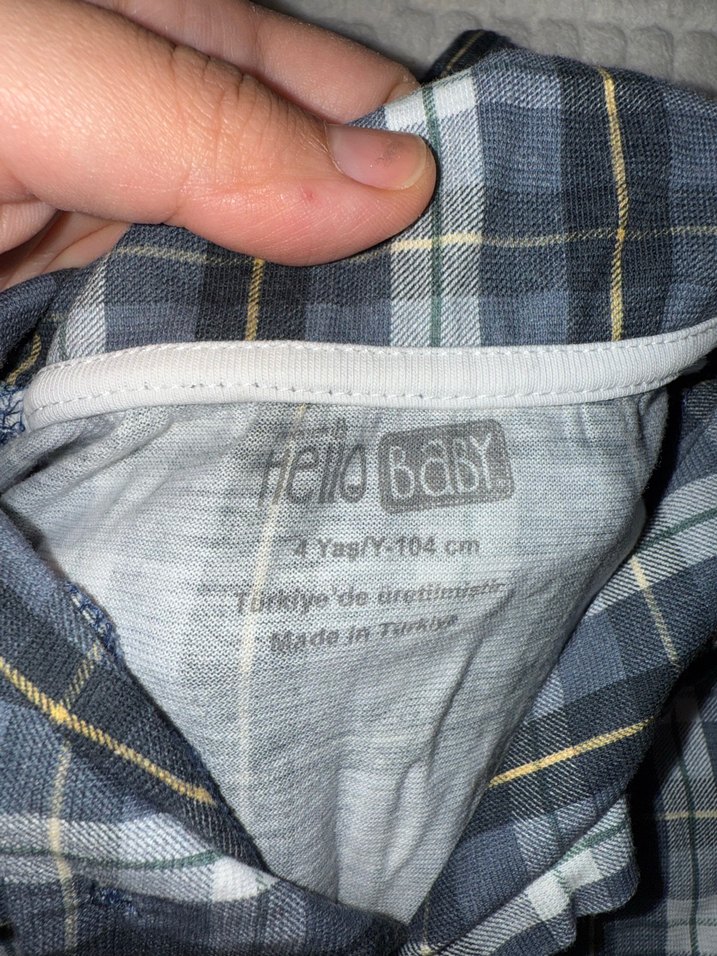 Hello BABY
4 Yaş/Y-104 cm
Türkiye'de üretilmiştir.
Made in Türkiye